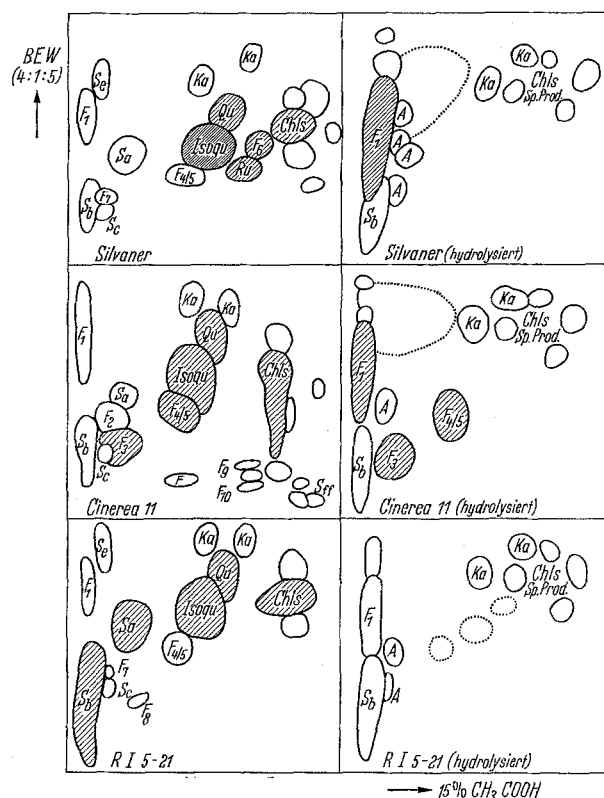 BEW
(4:1:5)
Se
F1
Sa
Sb
F7
Sc
Ka
Ka
Qu
Isoqu
F6
Ru
F4/5
Chls
Silvaner
Ka
Ka
Chls
Sp.Prod.
F1
A
A
A
A
Sb
Silvaner (hydrolysiert)
F1
Ka
Ka
Qu
Isoqu
F4/5
Chls
Sa
F2
F3
Sb
Sc
F
F9
F10
Sff
Cinerea 11
Ka
Ka
Chls
Sp.Prod.
F1
A
F4/5
F3
Sb
Cinerea 11 (hydrolysiert)
Se
F1
Ka
Ka
Qu
Isoqu
Chls
Sa
F4/5
F7
Sc
F8
Sb
R I 5-21
Ka
Ka
Chls
Sp.Prod.
F1
A
Sb
A
R I 5-21 (hydrolysiert)
15% CH3 COOH